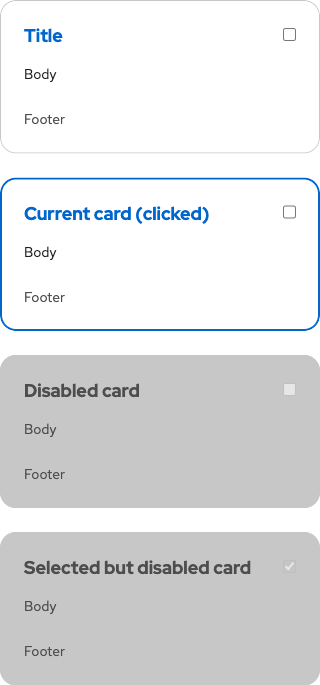 Title
Body
Footer
Current card (clicked)
Body
Footer
Disabled card
Body
Footer
Selected but disabled card
Body
Footer